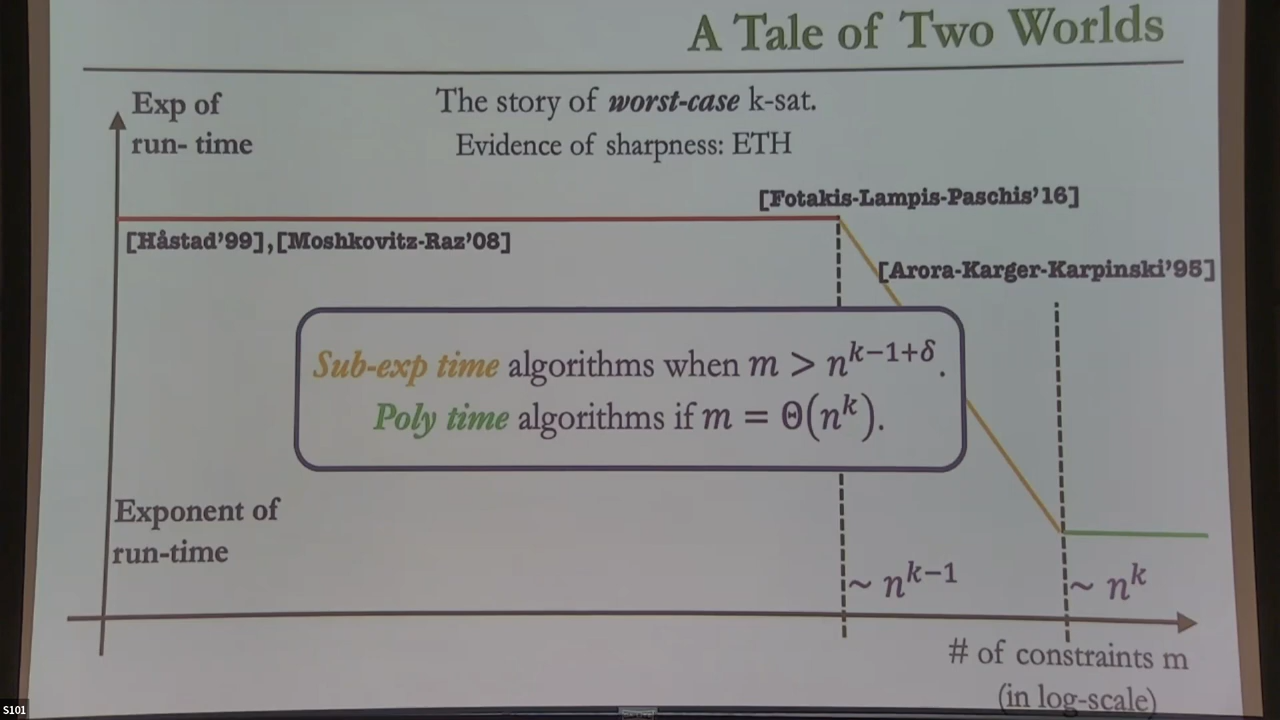 A Tale of Two Worlds
Exp of
run- time
The story of worst-case k-sat.
Evidence of sharpness: ETH
[Fotakis-Lampis-Paschis'16]
[Håstad'99],[Moshkovitz-Raz'08]
[Arora-Karger-Karpinski'95]
Sub-exp time algorithms when m > n^{k−1+δ}.
Poly time algorithms if m = Θ(n^k).
Exponent of
run-time
~ n^{k−1}
~ n^k
# of constraints m
(in log-scale)
S101